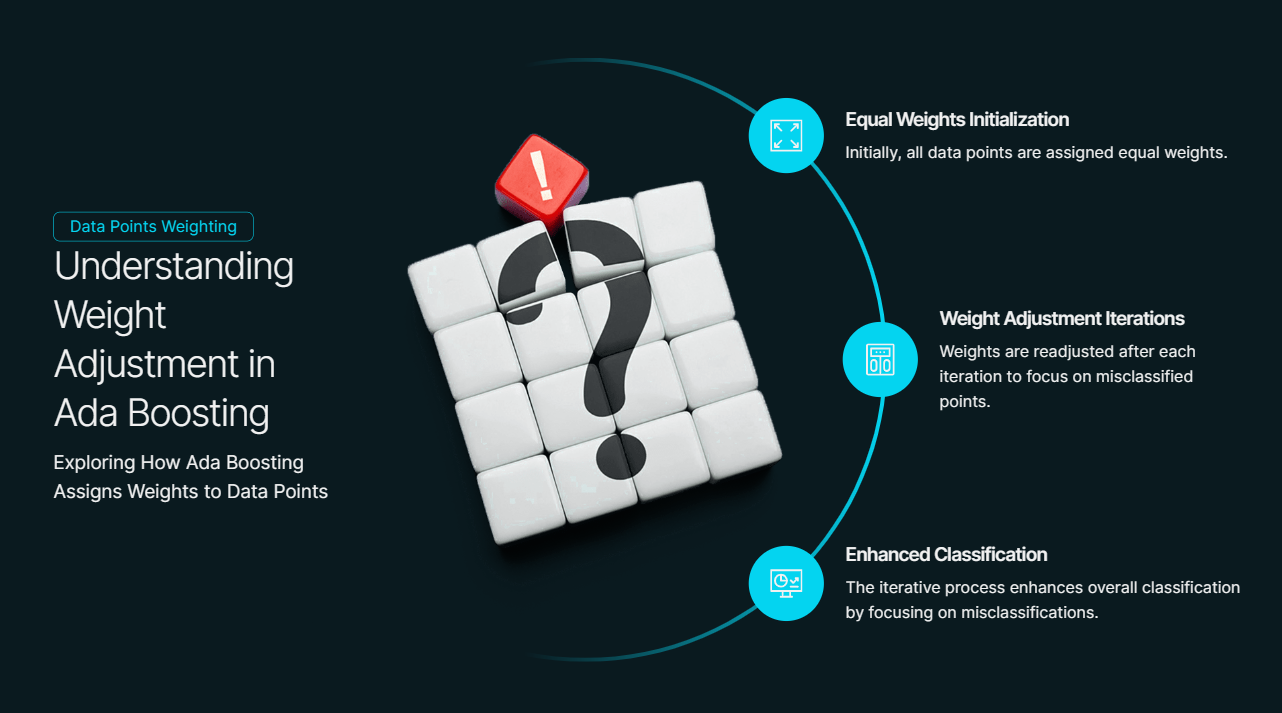 Data Points Weighting
Understanding
Weight
Adjustment in
Ada Boosting
Exploring How Ada Boosting
Assigns Weights to Data Points
!
?
Equal Weights Initialization
Initially, all data points are assigned equal weights.
Weight Adjustment Iterations
Weights are readjusted after each
iteration to focus on misclassified
points.
Enhanced Classification
The iterative process enhances overall classification
by focusing on misclassifications.